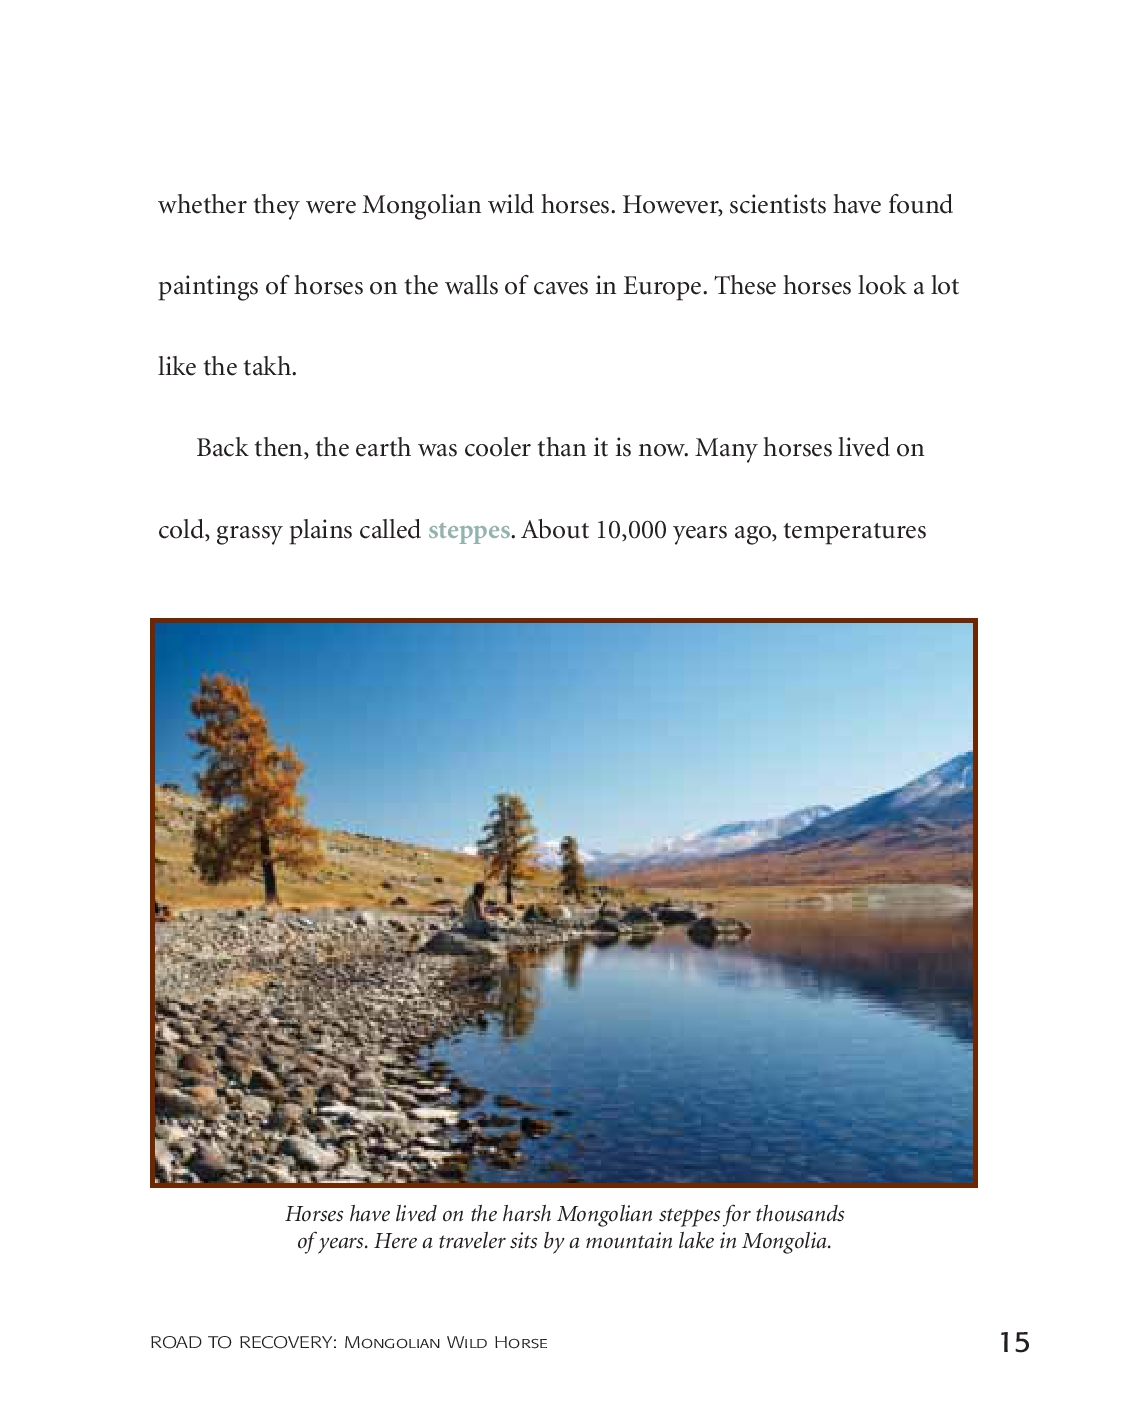 whether they were Mongolian wild horses. However, scientists have found
paintings of horses on the walls of caves in Europe. These horses look a lot
like the takh.
Back then, the earth was cooler than it is now. Many horses lived on
cold, grassy plains called steppes. About 10,000 years ago, temperatures
Horses have lived on the harsh Mongolian steppes for thousands
of years. Here a traveler sits by a mountain lake in Mongolia.
ROAD TO RECOVERY: Mongolian Wild Horse 15